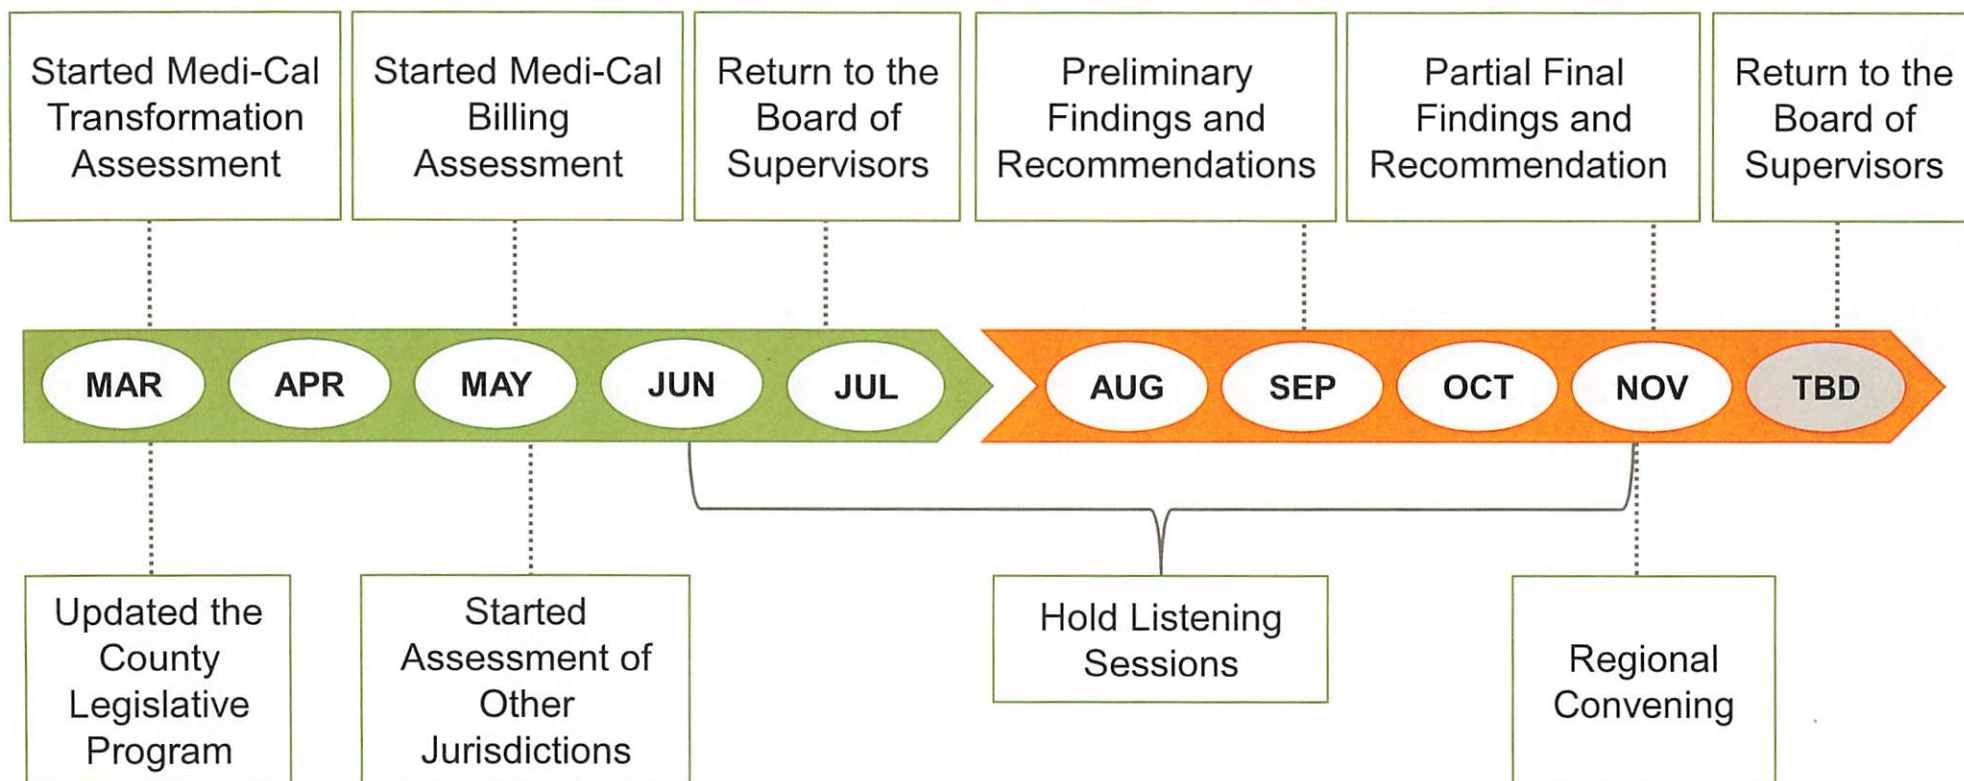 Started Medi-Cal
Transformation
Assessment
Started Medi-Cal
Billing
Assessment
Return to the
Board of
Supervisors
Preliminary
Findings and
Recommendations
Partial Final
Findings and
Recommendation
Return to the
Board of
Supervisors
MAR
APR
MAY
JUN
JUL
AUG
SEP
OCT
NOV
TBD
Updated the
County
Legislative
Program
Started
Assessment of
Other
Jurisdictions
Hold Listening
Sessions
Regional
Convening